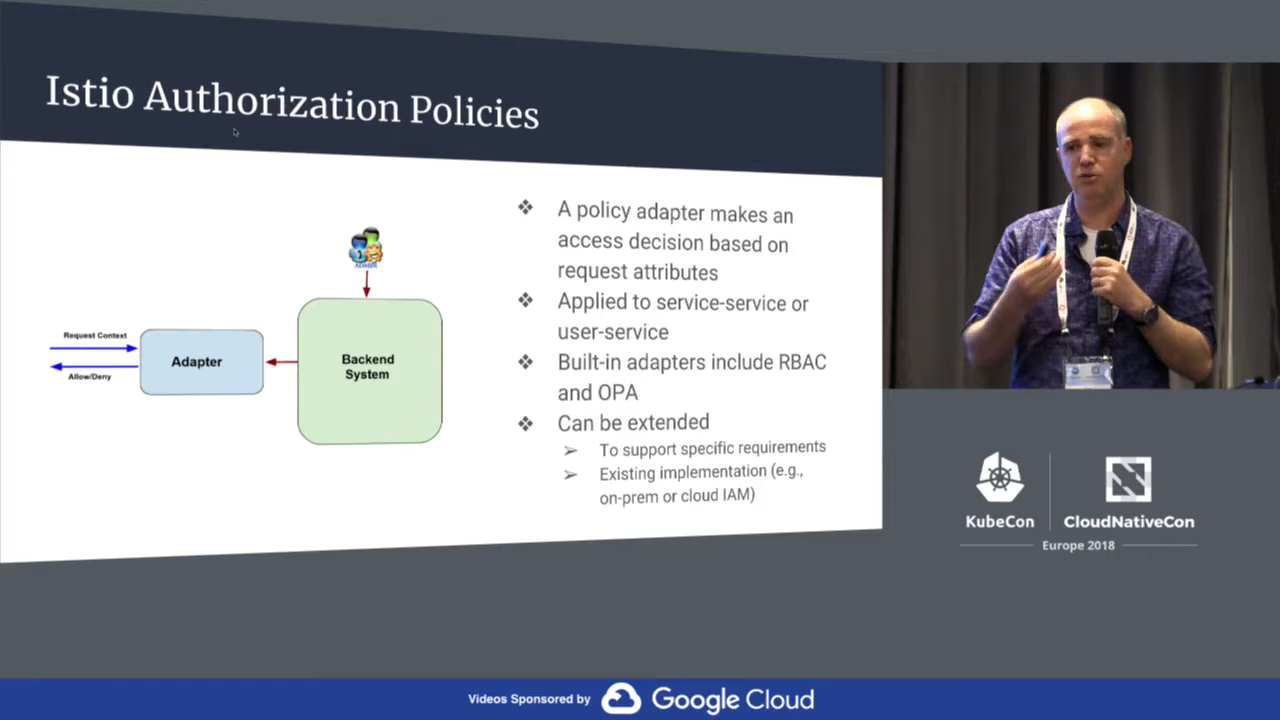 Istio Authorization Policies
ADMIN
Request Context
Allow/Deny
Adapter
Backend
System
❖ A policy adapter makes an
access decision based on
request attributes
❖ Applied to service-service or
user-service
❖ Built-in adapters include RBAC
and OPA
❖ Can be extended
➢ To support specific requirements
➢ Existing implementation (e.g.,
on-prem or cloud IAM)
KubeCon
CloudNativeCon
Europe 2018
Videos Sponsored by Google Cloud